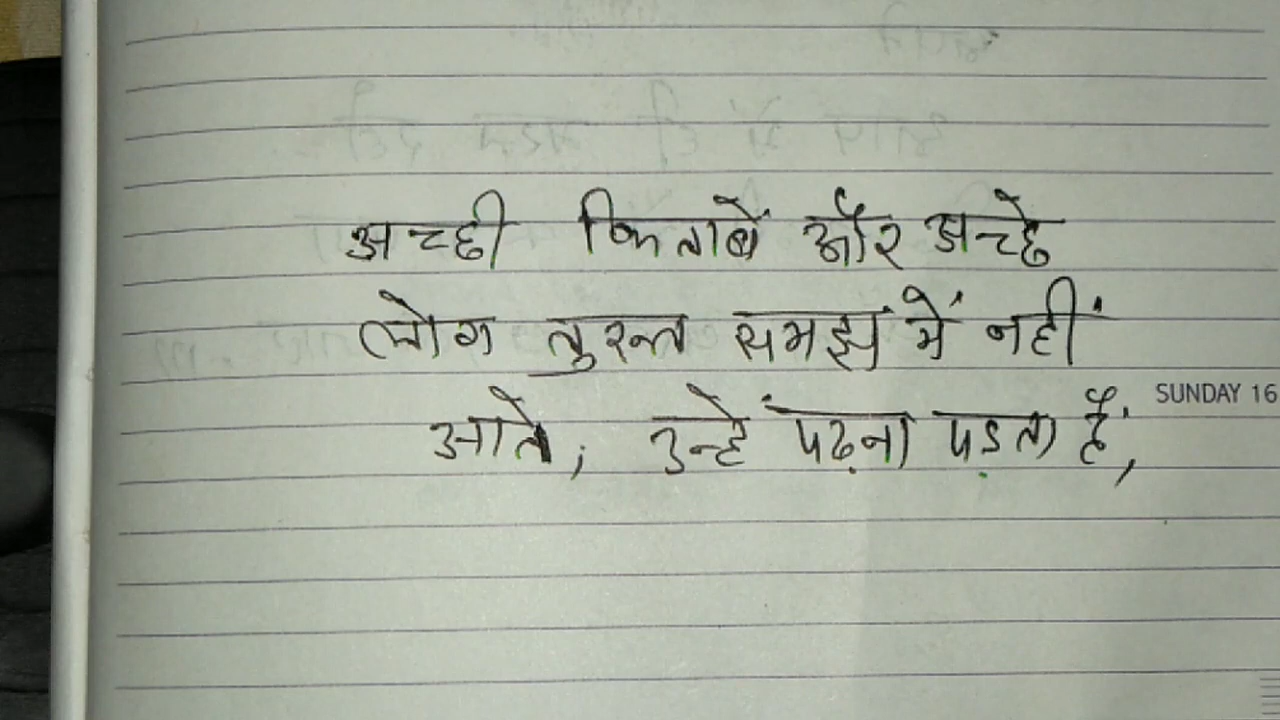 अच्छी किताबें और अच्छे
लोग तुरन्त समझ में नहीं
आते, उन्हे पढ़ना पड़ता हैं,
SUNDAY 16